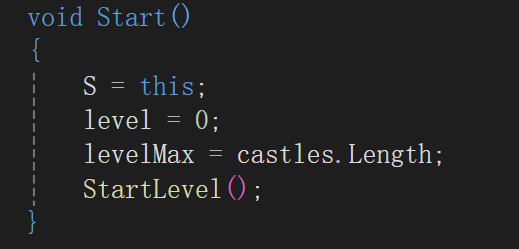 void Start()
{
S = this;
level = 0;
levelMax = castles.Length;
StartLevel();
}